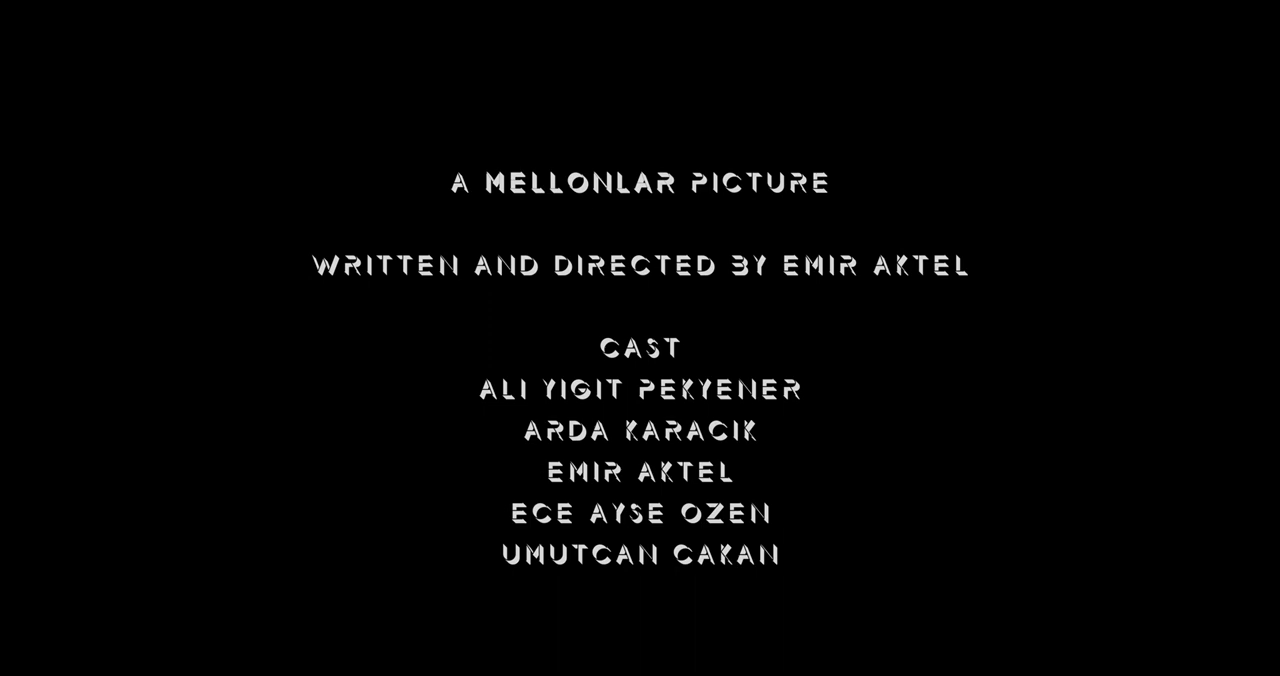 A MELLONLAR PICTURE
WRITTEN AND DIRECTED BY EMIR AKTEL
CAST
ALI YIGIT PEKYENER
ARDA KARACIK
EMIR AKTEL
ECE AYSE OZEN
UMUTCAN CAKAN